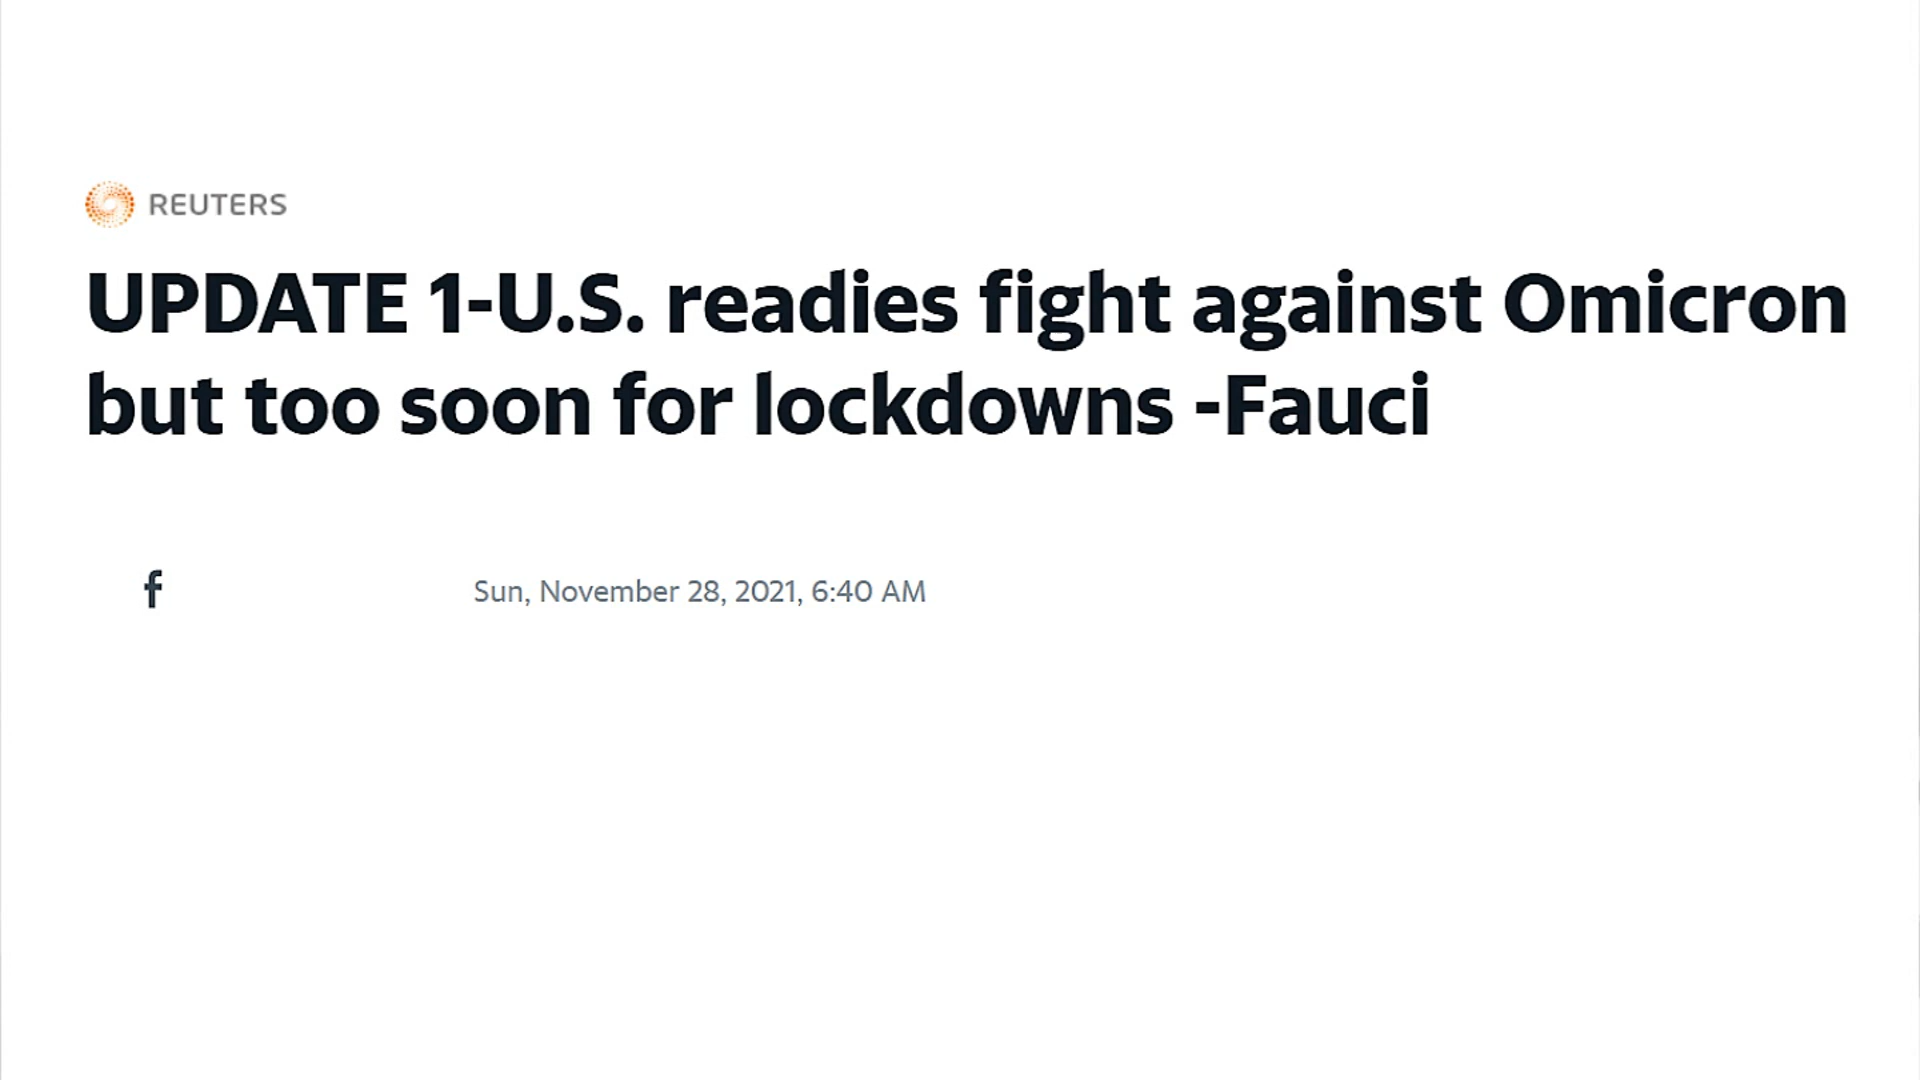 REUTERS
UPDATE 1-U.S. readies fight against Omicron
but too soon for lockdowns -Fauci
f
Sun, November 28, 2021, 6:40 AM